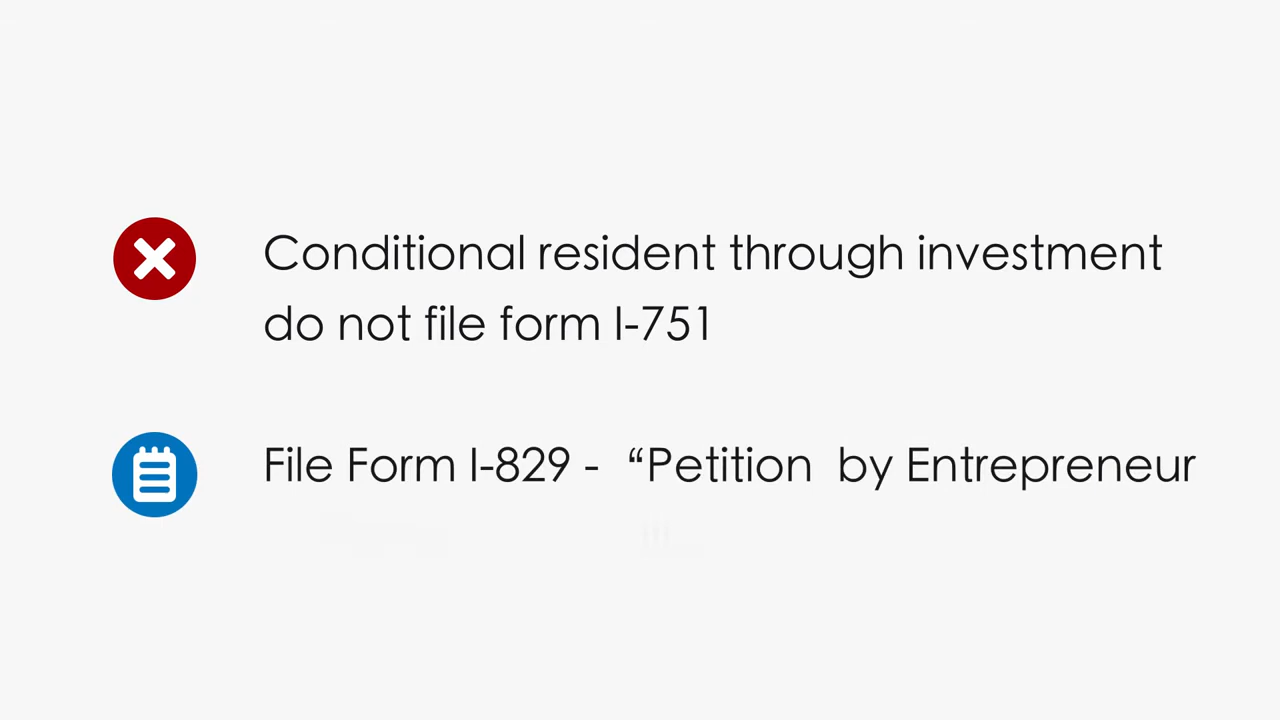 Conditional resident through investment
do not file form I-751
File Form I-829 - “Petition by Entrepreneur